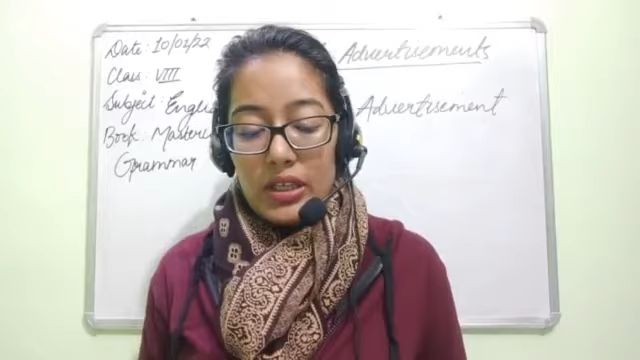 Date: 10/02/22
Advertisements
Class: VIII
Subject:
Advertisement
Book:
Grammar